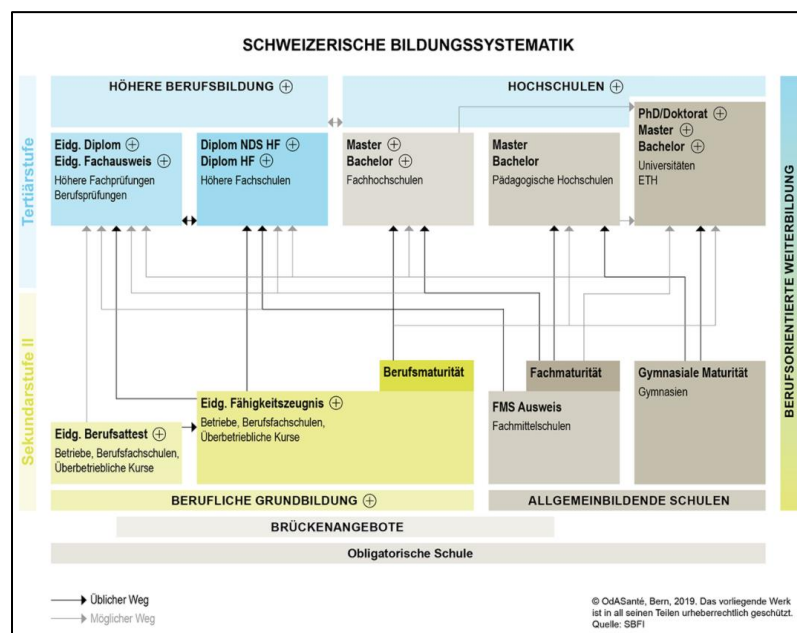 SCHWEIZERISCHE BILDUNGSSYSTEMATIK
HÖHERE BERUFSBILDUNG
HOCHSCHULEN
Tertiärstufe
Eidg. Diplom
Eidg. Fachausweis
Höhere Fachprüfungen
Berufsprüfungen
Diplom NDS HF
Diplom HF
Höhere Fachschulen
Master
Bachelor
Fachhochschulen
Master
Bachelor
Pädagogische Hochschulen
PhD/Doktorat
Master
Bachelor
Universitäten
ETH
BERUFSORIENTIERTE WEITERBILDUNG
Sekundarstufe II
Berufsmaturität
Fachmaturität
Gymnasiale Maturität
Gymnasien
Eidg. Fähigkeitszeugnis
Betriebe, Berufsfachschulen,
Überbetriebliche Kurse
FMS Ausweis
Fachmittelschulen
Eidg. Berufsattest
Betriebe, Berufsfachschulen,
Überbetriebliche Kurse
BERUFLICHE GRUNDBILDUNG
ALLGEMEINBILDENDE SCHULEN
BRÜCKENANGEBOTE
Obligatorische Schule
Üblicher Weg
Möglicher Weg
© OdASanté, Bern, 2019. Das vorliegende Werk
ist in all seinen Teilen urheberrechtlich geschützt.
Quelle: SBFI